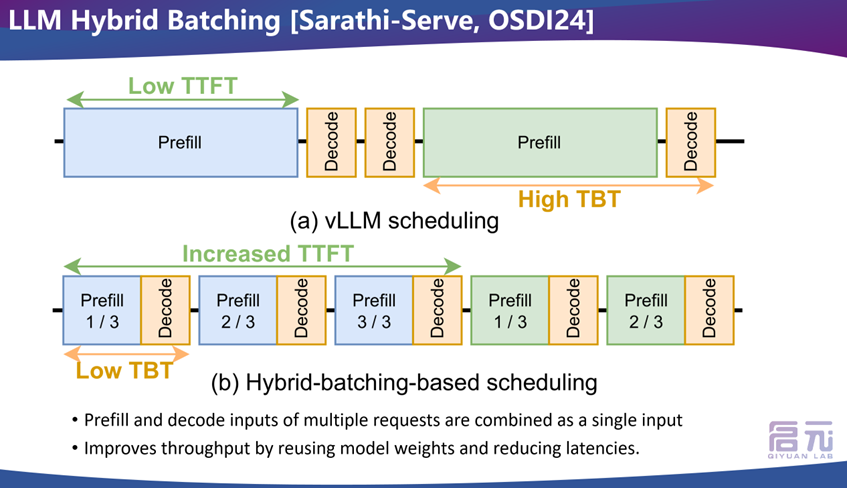 LLM Hybrid Batching [Sarathi-Serve, OSDI24]
Low TTFT
Prefill
Decode
Decode
Prefill
Decode
High TBT
(a) vLLM scheduling
Increased TTFT
Prefill
1 / 3
Decode
Prefill
2 / 3
Decode
Prefill
3 / 3
Decode
Prefill
1 / 3
Decode
Prefill
2 / 3
Decode
Low TBT
(b) Hybrid-batching-based scheduling
• Prefill and decode inputs of multiple requests are combined as a single input
• Improves throughput by reusing model weights and reducing latencies.
启元
QIYUAN LAB